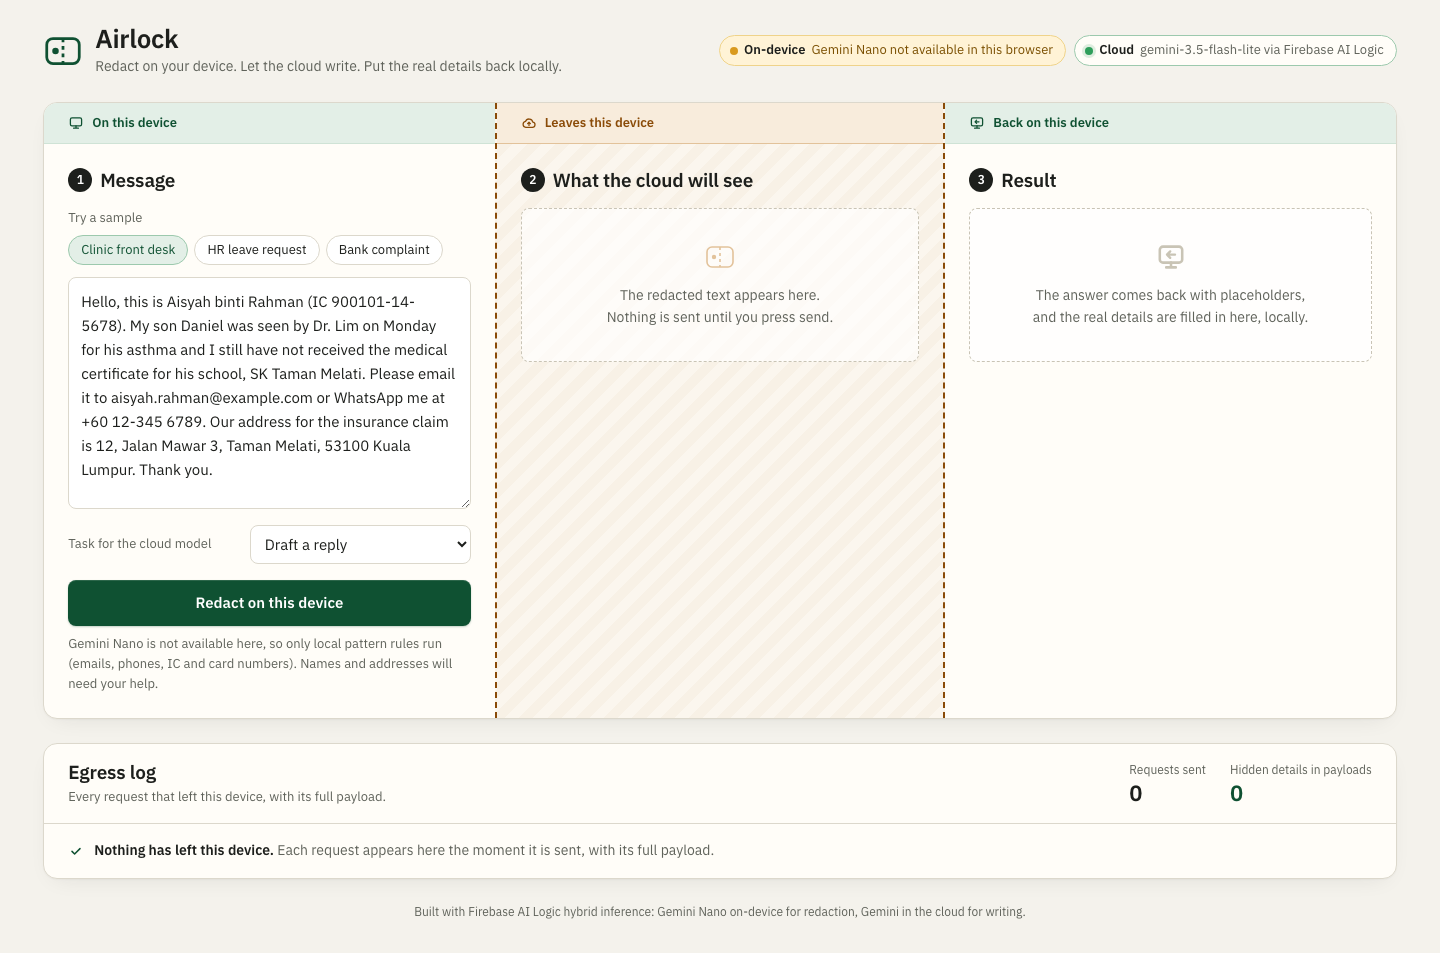 Airlock
Redact on your device. Let the cloud write. Put the real details back locally.
On-device Gemini Nano not available in this browser
Cloud gemini-3.5-flash-lite via Firebase AI Logic
On this device
Leaves this device
Back on this device
1 Message
Try a sample
Clinic front desk
HR leave request
Bank complaint
Hello, this is Aisyah binti Rahman (IC 900101-14-
5678). My son Daniel was seen by Dr. Lim on Monday
for his asthma and I still have not received the medical
certificate for his school, SK Taman Melati. Please email
it to aisyah.rahman@example.com or WhatsApp me at
+60 12-345 6789. Our address for the insurance claim
is 12, Jalan Mawar 3, Taman Melati, 53100 Kuala
Lumpur. Thank you.
Task for the cloud model
Draft a reply
Redact on this device
Gemini Nano is not available here, so only local pattern rules run
(emails, phones, IC and card numbers). Names and addresses will
need your help.
2 What the cloud will see
The redacted text appears here.
Nothing is sent until you press send.
3 Result
The answer comes back with placeholders,
and the real details are filled in here, locally.
Egress log
Every request that left this device, with its full payload.
Requests sent
0
Hidden details in payloads
0
Nothing has left this device. Each request appears here the moment it is sent, with its full payload.
Built with Firebase AI Logic hybrid inference: Gemini Nano on-device for redaction, Gemini in the cloud for writing.